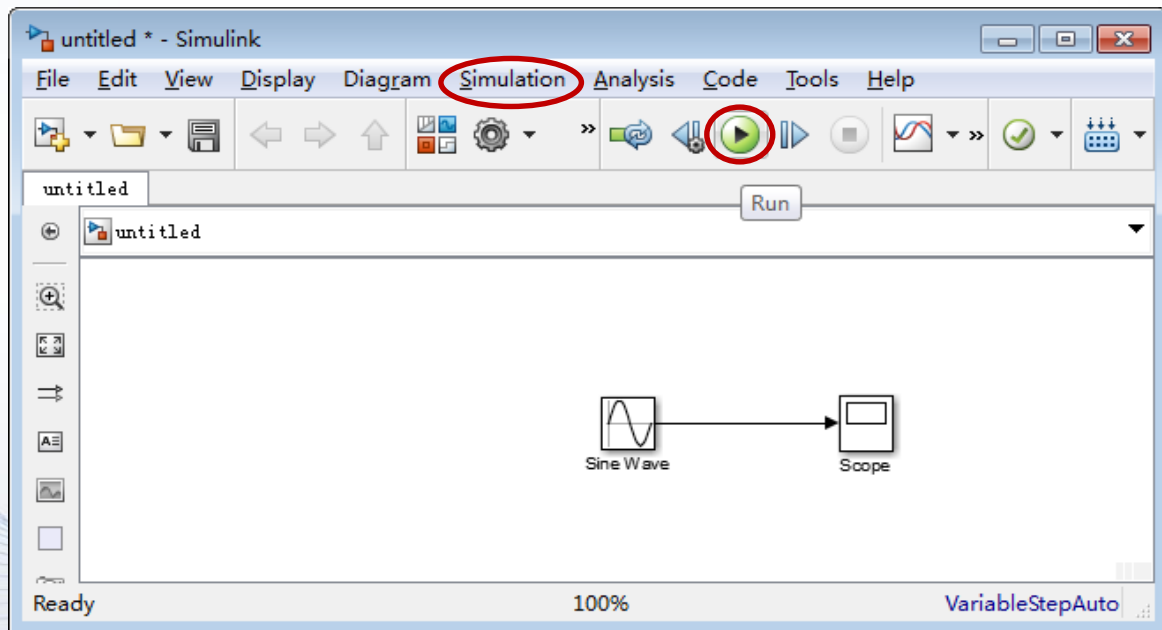 untitled * - Simulink
File Edit View Display Diagram Simulation Analysis Code Tools Help
untitled
Run
untitled
Sine Wave Scope
Ready 100% VariableStepAuto